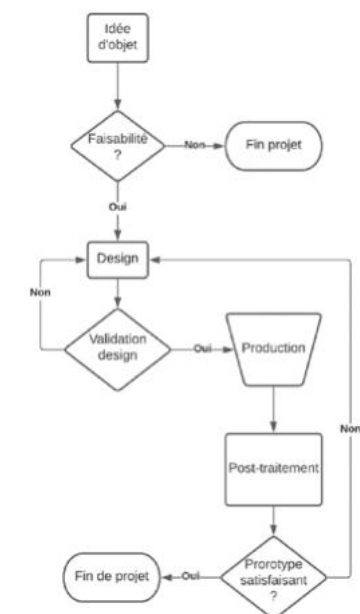 Idée
d'objet
Faisabilité
?
Non
Fin projet
Oui
Design
Non
Validation
design
Oui
Production
Non
Post-traitement
Prorotype
satisfaisant
?
Oui
Fin de projet